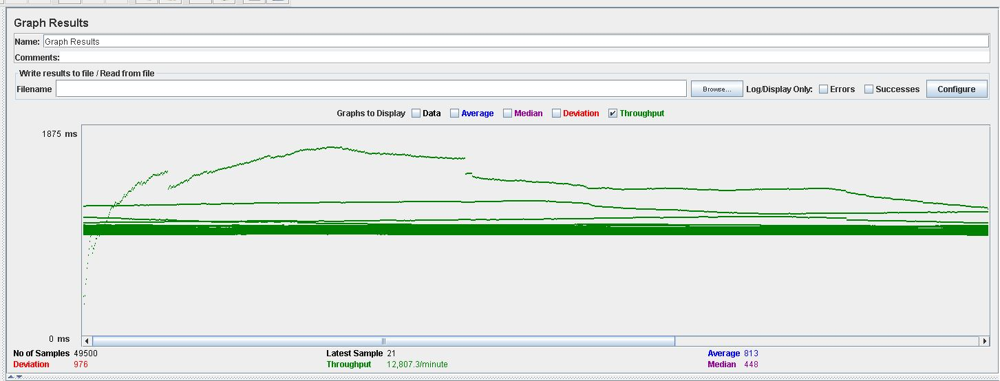 Graph Results
Name: Graph Results
Comments:
Write results to file / Read from file
Filename Browse... Log/Display Only: Errors Successes Configure
Graphs to Display Data Average Median Deviation Throughput
1875 ms
0 ms
No of Samples 49500 Latest Sample 21 Average 813
Deviation 976 Throughput 12,807.3/minute Median 448